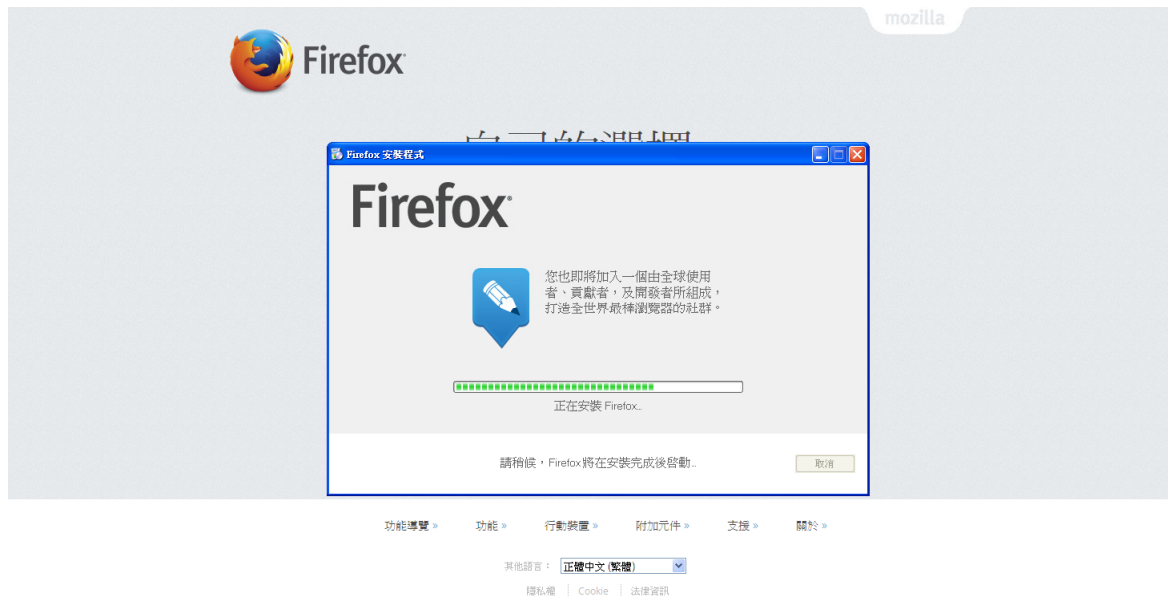 mozilla
Firefox
Firefox 安裝程式
Firefox
您也即將加入一個由全球使用
者、貢獻者，及開發者所組成，
打造全世界最棒瀏覽器的社群。
正在安裝 Firefox..
請稍候，Firefox 將在安裝完成後啓動..
取消
功能導覽 »
功能 »
行動裝置 »
附加元件 »
支援 »
關於 »
其他語言：
正體中文 (繁體)
隱私權
Cookie
法律資訊